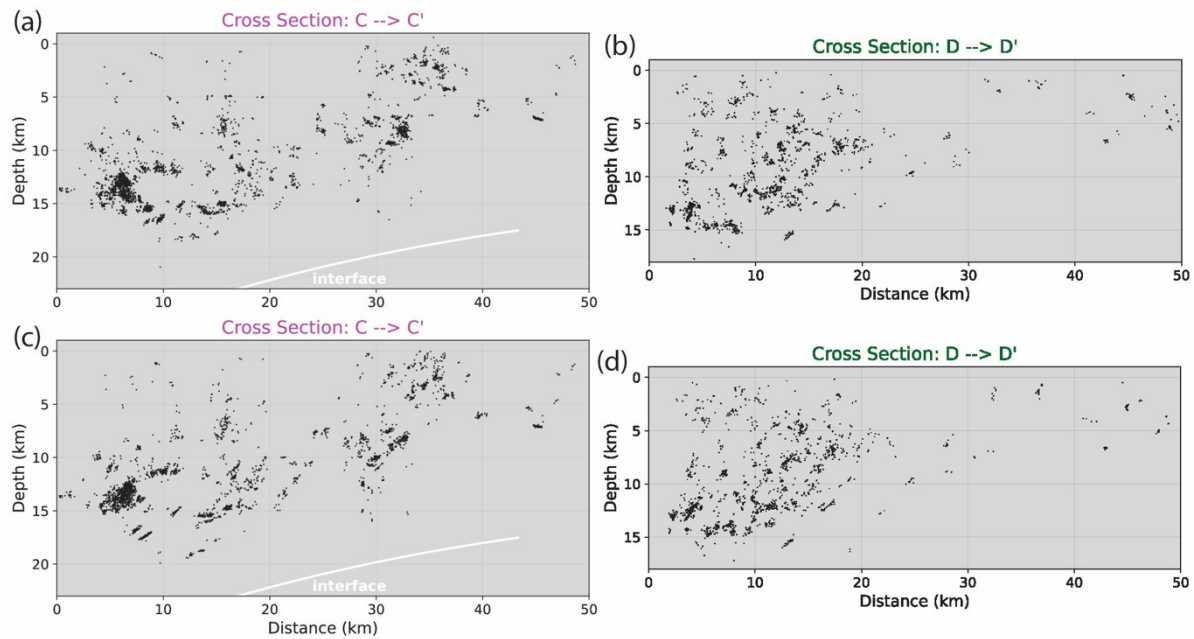 (a)
Cross Section: C --> C'
0
5
10
15
20
Depth (km)
interface
0 10 20 30 40 50
(b)
Cross Section: D --> D'
0
5
10
15
Depth (km)
0 10 20 30 40 50
Distance (km)
(c)
Cross Section: C --> C'
0
5
10
15
20
Depth (km)
interface
0 10 20 30 40 50
Distance (km)
(d)
Cross Section: D --> D'
0
5
10
15
Depth (km)
0 10 20 30 40 50
Distance (km)